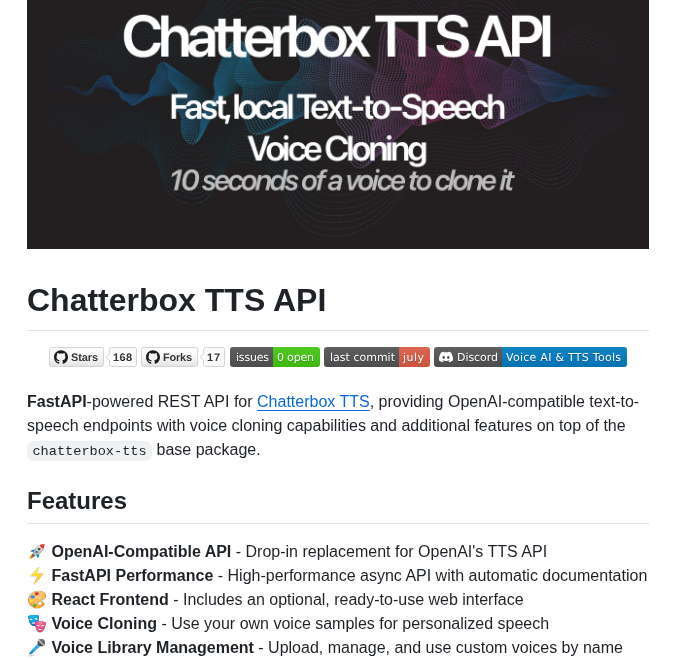 Chatterbox TTS API
Fast, local Text-to-Speech
Voice Cloning
10 seconds of a voice to clone it
Chatterbox TTS API
Stars 168 Forks 17 issues 0 open last commit july Discord Voice AI & TTS Tools
FastAPI-powered REST API for Chatterbox TTS, providing OpenAI-compatible text-to-
speech endpoints with voice cloning capabilities and additional features on top of the
chatterbox-tts base package.
Features
🚀 OpenAI-Compatible API - Drop-in replacement for OpenAI's TTS API
⚡ FastAPI Performance - High-performance async API with automatic documentation
🎨 React Frontend - Includes an optional, ready-to-use web interface
🎭 Voice Cloning - Use your own voice samples for personalized speech
🎤 Voice Library Management - Upload, manage, and use custom voices by name